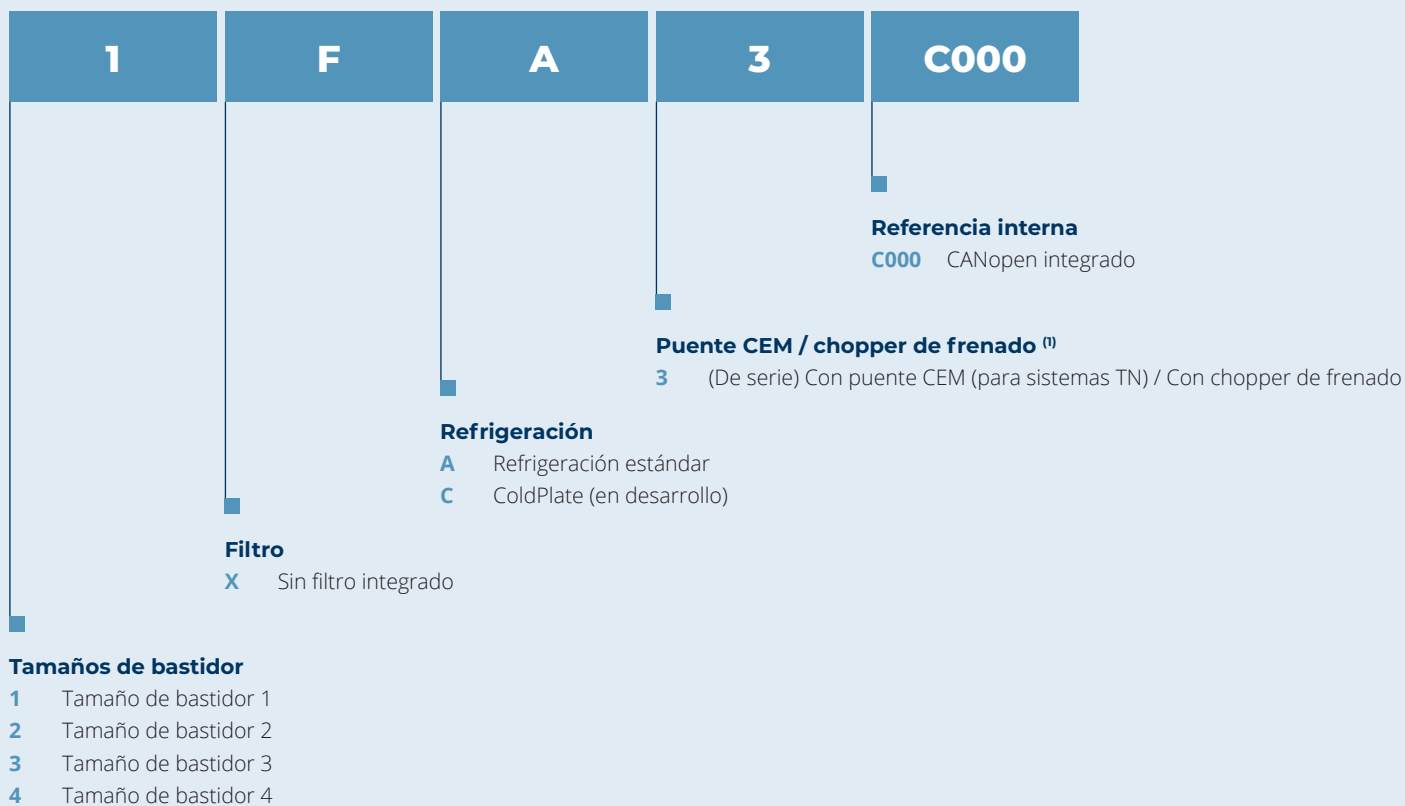 1 F A 3 C000
Referencia interna
C000 CANopen integrado
Puente CEM / chopper de frenado (1)
3 (De serie) Con puente CEM (para sistemas TN) / Con chopper de frenado
Refrigeración
A Refrigeración estándar
C ColdPlate (en desarrollo)
Filtro
X Sin filtro integrado
Tamaños de bastidor
1 Tamaño de bastidor 1
2 Tamaño de bastidor 2
3 Tamaño de bastidor 3
4 Tamaño de bastidor 4